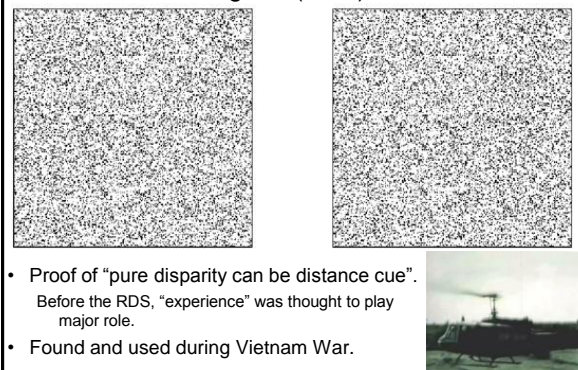 • Proof of “pure disparity can be distance cue”.
Before the RDS, “experience” was thought to play
major role.
• Found and used during Vietnam War.